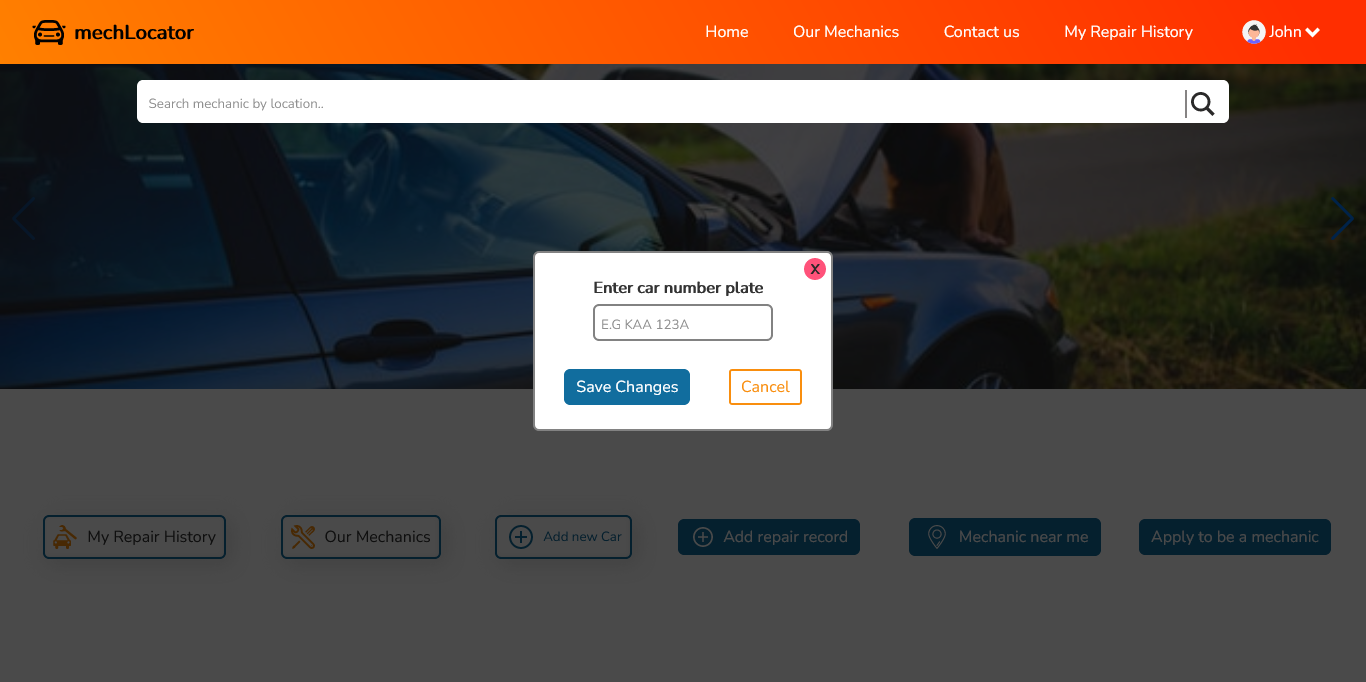 mechLocator
Home
Our Mechanics
Contact us
My Repair History
John
Search mechanic by location..
X
Enter car number plate
E.G KAA 123A
Save Changes
Cancel
My Repair History
Our Mechanics
Add new Car
Add repair record
Mechanic near me
Apply to be a mechanic